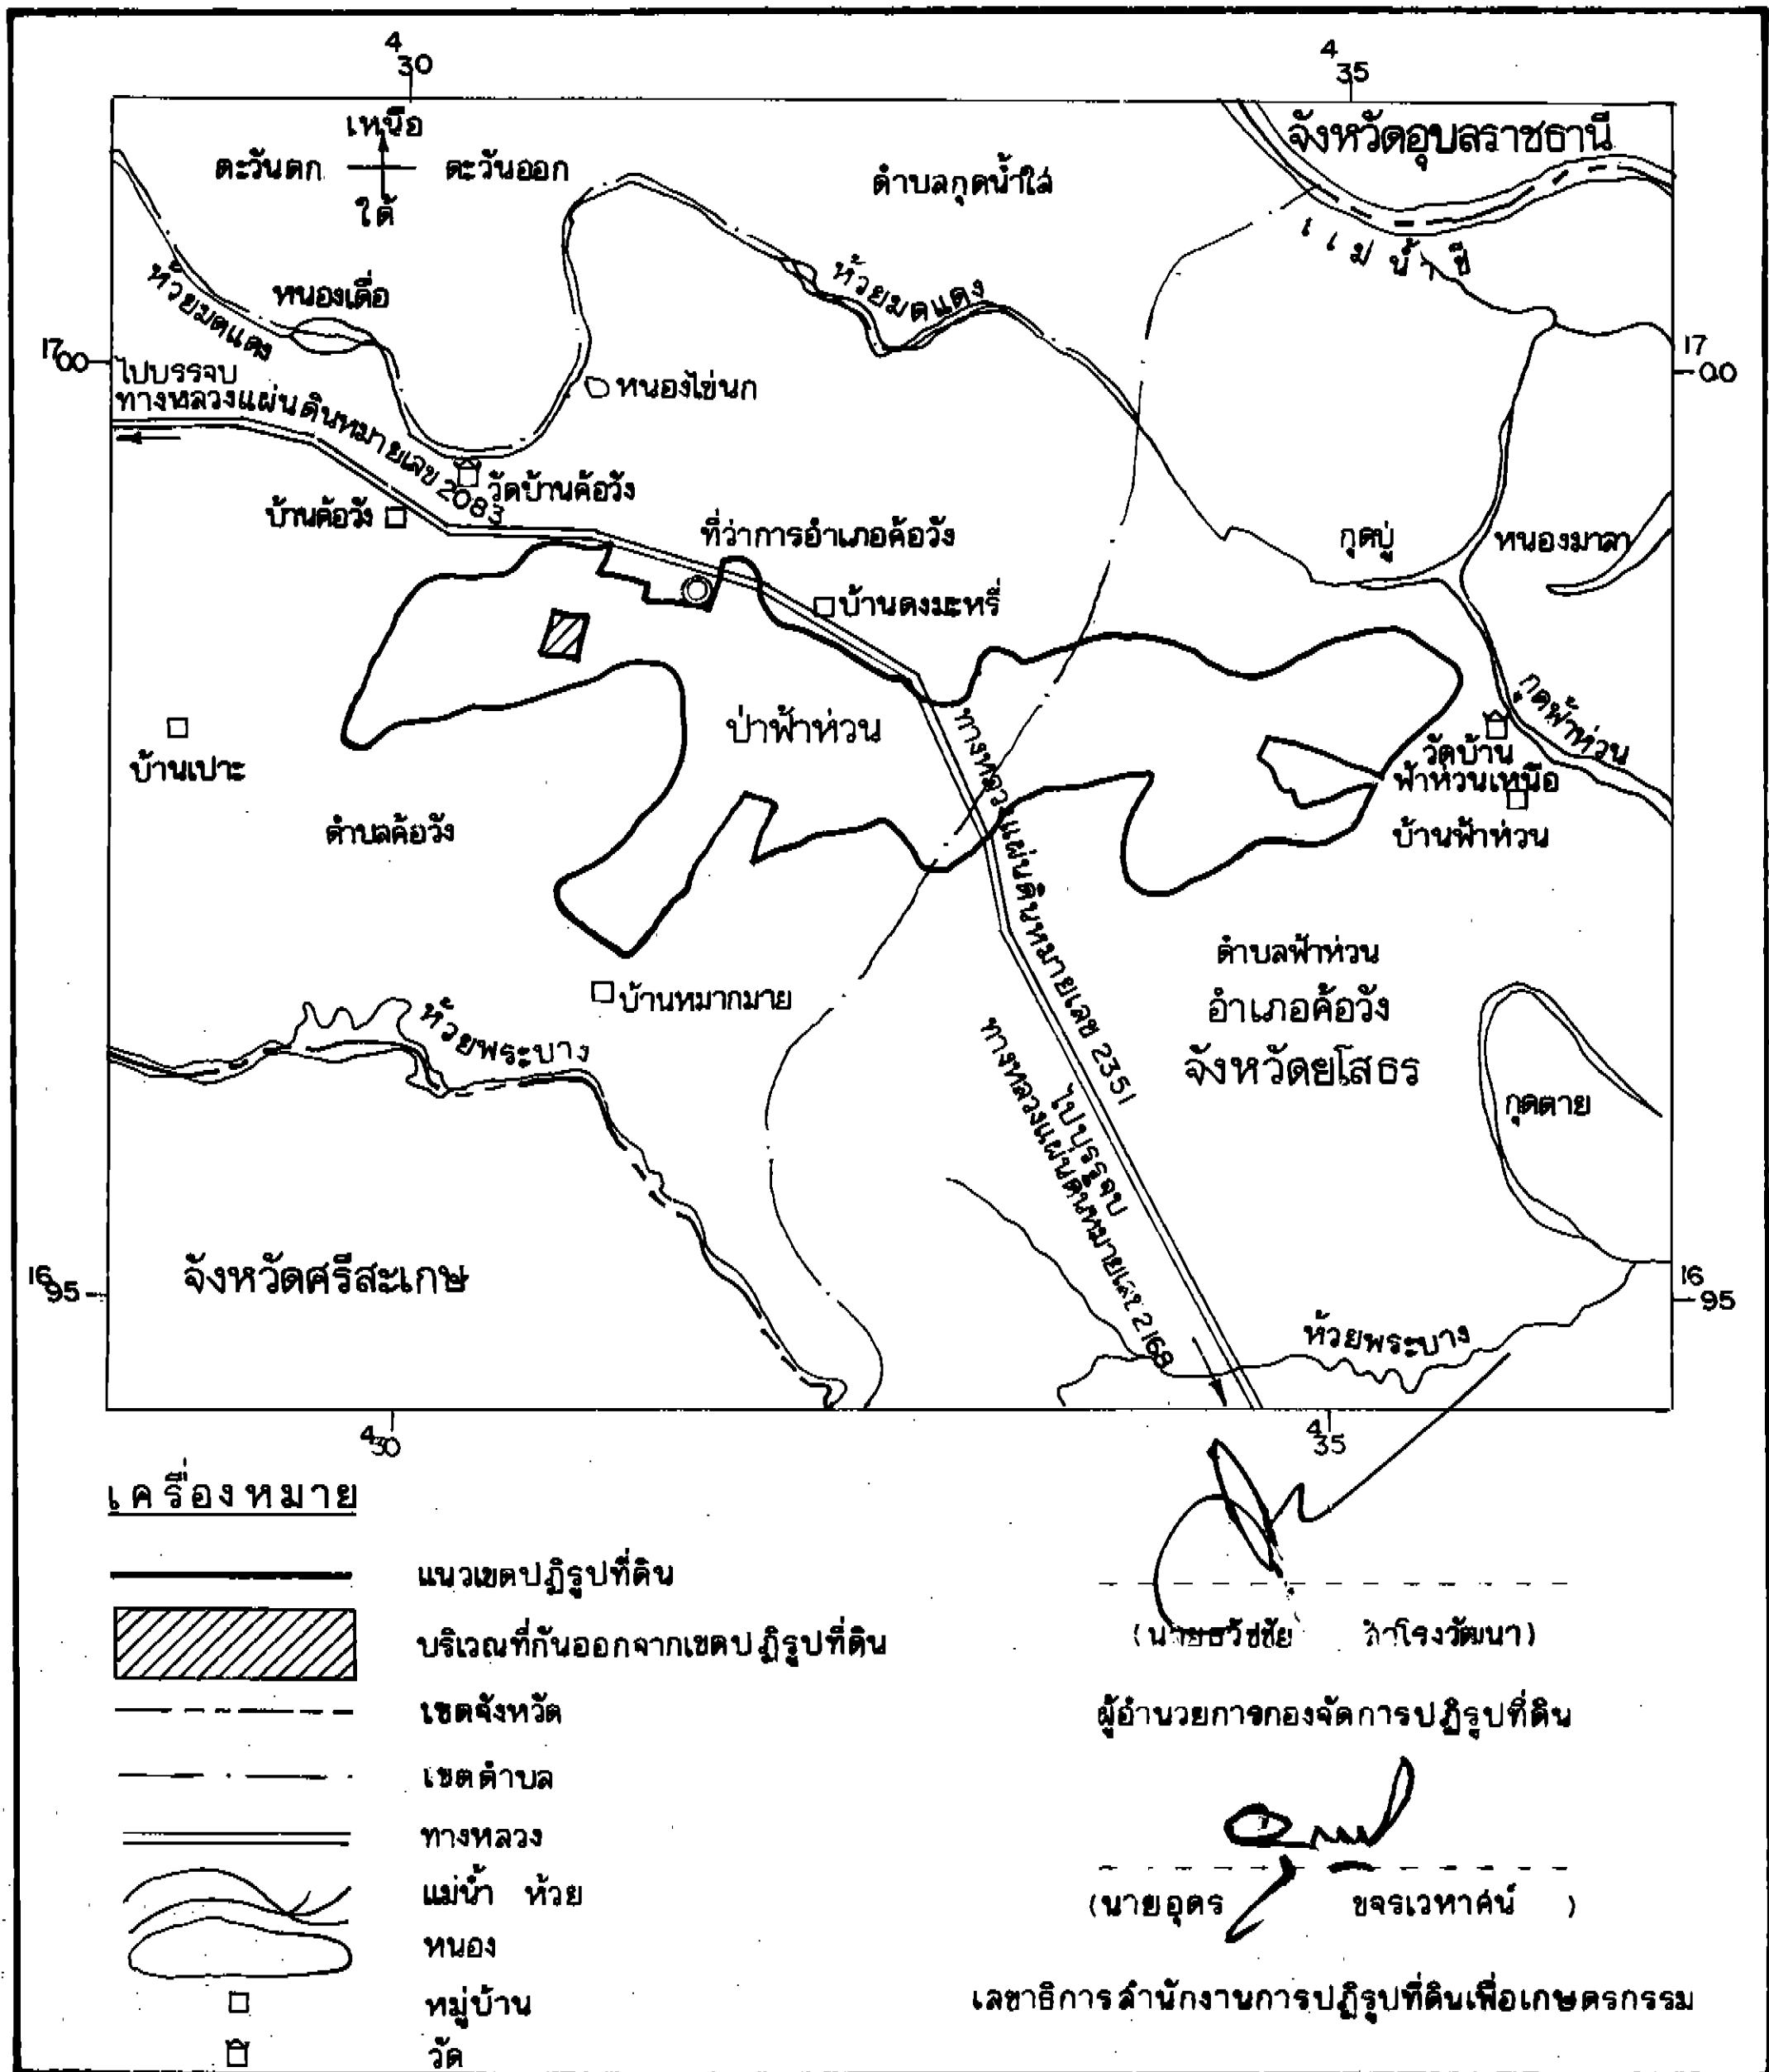 4
30
4
35
เหนือ
ตะวันตก
ตะวันออก
ใต้
จังหวัดอุบลราชธานี
ตำบลกุดน้ำใส
แม่น้ำชี
ห้วยมดแดง
หนองเดื่อ
ห้วยมดแดง
1700
17
00
ไปบรรจบ
ทางหลวงแผ่นดินหมายเลข 2083
หนองไข่นก
วัดบ้านค้อวัง
บ้านค้อวัง
ที่ว่าการอำเภอค้อวัง
กุดปู่
หนองมาลา
บ้านดงมะหรี่
กุดฟ้าห่วน
ป่าฟ้าห่วน
บ้านเปาะ
วัดบ้าน
ฟ้าห่วนเหนือ
บ้านฟ้าห่วน
ตำบลค้อวัง
ทางหลวงแผ่นดินหมายเลข 2351
ตำบลฟ้าห่วน
อำเภอค้อวัง
จังหวัดยโสธร
บ้านหมากมาย
ห้วยพระบาง
ไปบรรจบ
ทางหลวงแผ่นดินหมายเลข 2168
กุดตาย
จังหวัดศรีสะเกษ
1695
16
95
ห้วยพระบาง
4
30
4
35
เครื่องหมาย
แนวเขตปฏิรูปที่ดิน
บริเวณที่กันออกจากเขตปฏิรูปที่ดิน
เขตจังหวัด
เขตตำบล
ทางหลวง
แม่น้ำ ห้วย
หนอง
หมู่บ้าน
วัด
(นายธวัชชัย สำโรงวัฒนา)
ผู้อำนวยการกองจัดการปฏิรูปที่ดิน
(นายอุดร ขจรเวหาศน์ )
เลขาธิการสำนักงานการปฏิรูปที่ดินเพื่อเกษตรกรรม